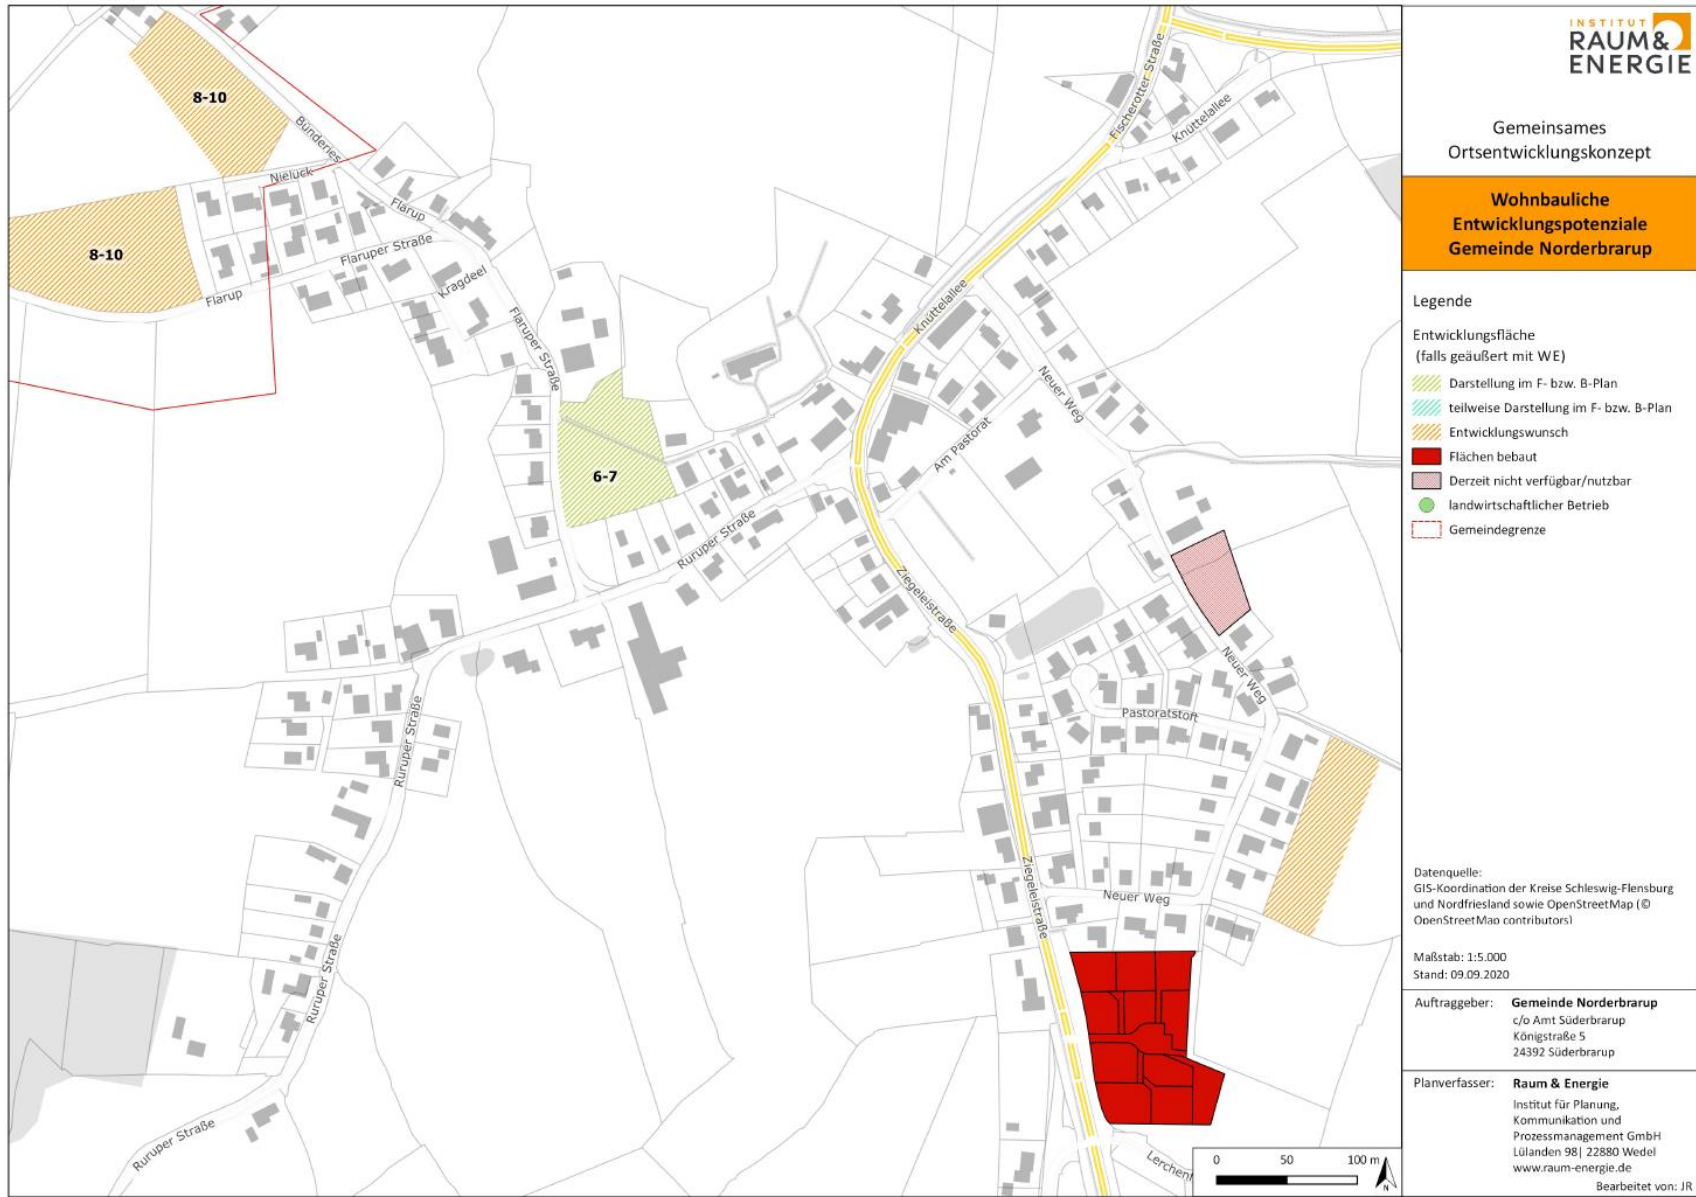 8-10
Bünderies
Nielück
Flarup
8-10
Flaruper Straße
Flarup
Kragdeel
Flaruper Straße
6-7
Fischerotter Straße
Knüttelallee
Knüttelallee
Neuer Weg
Am Pastorat
Ruruper Straße
Ziegeleistraße
Neuer Weg
Pastoratstoft
Ruruper Straße
Ziegeleistraße
Neuer Weg
Ruruper Straße
Ruruper Straße
Lerchenf
0 50 100 m
N
INSTITUT
RAUM&
ENERGIE
Gemeinsames
Ortsentwicklungskonzept
Wohnbauliche
Entwicklungspotenziale
Gemeinde Norderbrarup
Legende
Entwicklungsfläche
(falls geäußert mit WE)
Darstellung im F- bzw. B-Plan
teilweise Darstellung im F- bzw. B-Plan
Entwicklungswunsch
Flächen bebaut
Derzeit nicht verfügbar/nutzbar
landwirtschaftlicher Betrieb
Gemeindegrenze
Datenquelle:
GIS-Koordination der Kreise Schleswig-Flensburg
und Nordfriesland sowie OpenStreetMap (©
OpenStreetMap contributors)
Maßstab: 1:5.000
Stand: 09.09.2020
Auftraggeber: Gemeinde Norderbrarup
c/o Amt Süderbrarup
Königstraße 5
24392 Süderbrarup
Planverfasser: Raum & Energie
Institut für Planung,
Kommunikation und
Prozessmanagement GmbH
Lülanden 98| 22880 Wedel
www.raum-energie.de
Bearbeitet von: JR